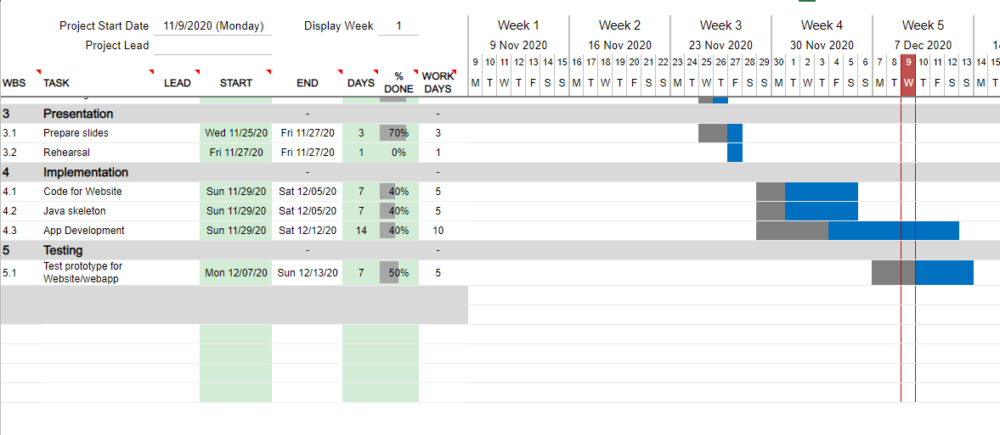 Project Start Date 11/9/2020 (Monday) Display Week 1 Week 1 Week 2 Week 3 Week 4 Week 5
Project Lead 9 Nov 2020 16 Nov 2020 23 Nov 2020 30 Nov 2020 7 Dec 2020
9 10 11 12 13 14 15 16 17 18 19 20 21 22 23 24 25 26 27 28 29 30 1 2 3 4 5 6 7 8 9 10 11 12 13 14 15
WBS TASK LEAD START END DAYS % DONE WORK DAYS M T W T F S S M T W T F S S M T W T F S S M T W T F S S M T W T F S S M T
3 Presentation - -
3.1 Prepare slides Wed 11/25/20 Fri 11/27/20 3 70% 3
3.2 Rehearsal Fri 11/27/20 Fri 11/27/20 1 0% 1
4 Implementation - -
4.1 Code for Website Sun 11/29/20 Sat 12/05/20 7 40% 5
4.2 Java skeleton Sun 11/29/20 Sat 12/05/20 7 40% 5
4.3 App Development Sun 11/29/20 Sat 12/12/20 14 40% 10
5 Testing - -
5.1 Test prototype for Website/webapp Mon 12/07/20 Sun 12/13/20 7 50% 5